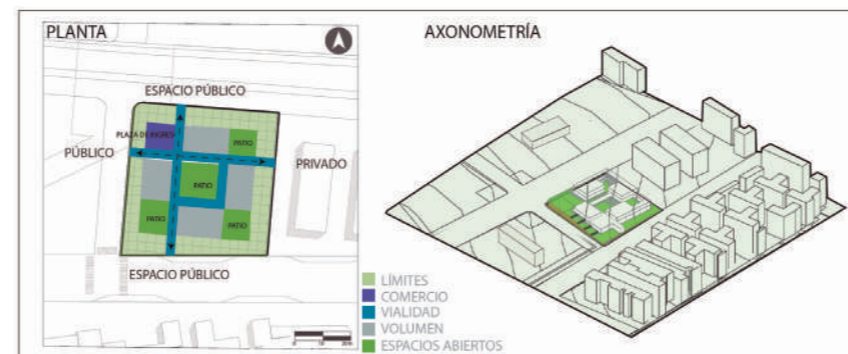 PLANTA
AXONOMETRÍA
ESPACIO PÚBLICO
PLAZA DE INGRESO
PATIO
PÚBLICO
PRIVADO
PATIO
PATIO
PATIO
ESPACIO PÚBLICO
LÍMITES
COMERCIO
VIALIDAD
VOLUMEN
ESPACIOS ABIERTOS